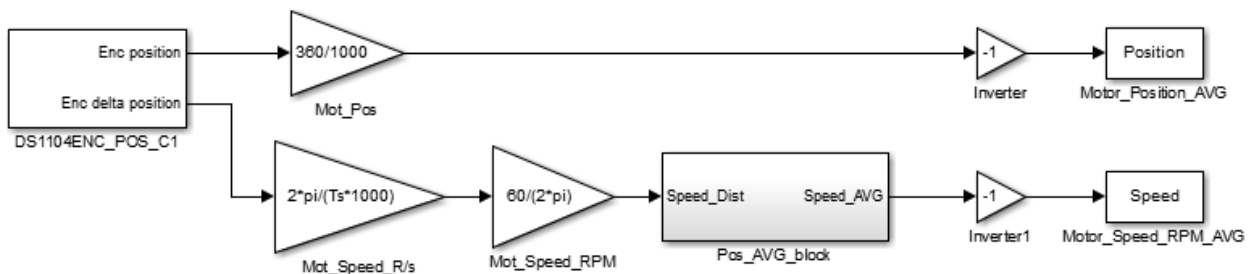 Enc position
Enc delta position
DS1104ENC_POS_C1
360/1000
Mot_Pos
-1
Inverter
Position
Motor_Position_AVG
2*pi/(Ts*1000)
Mot_Speed_R/s
60/(2*pi)
Mot_Speed_RPM
Speed_Dist
Speed_AVG
Pos_AVG_block
-1
Inverter1
Speed
Motor_Speed_RPM_AVG